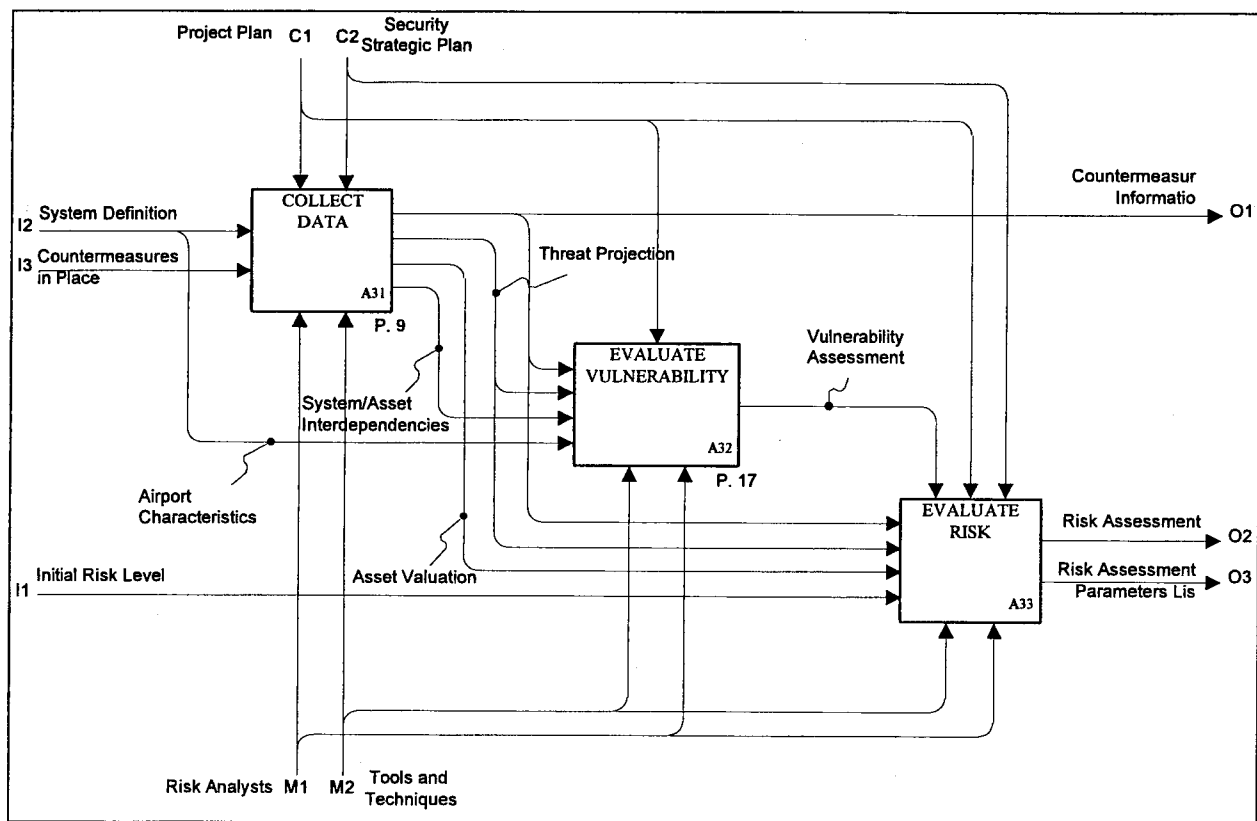 Project Plan C1 C2 Security
Strategic Plan
COLLECT
DATA
A31
P. 9
I2 System Definition
I3 Countermeasures
in Place
Countermeasur
Informatio O1
Threat Projection
EVALUATE
VULNERABILITY
A32
P. 17
Vulnerability
Assessment
System/Asset
Interdependencies
Airport
Characteristics
Asset Valuation
I1 Initial Risk Level
EVALUATE
RISK
A33
Risk Assessment O2
Risk Assessment O3
Parameters Lis
Risk Analysts M1 M2 Tools and
Techniques